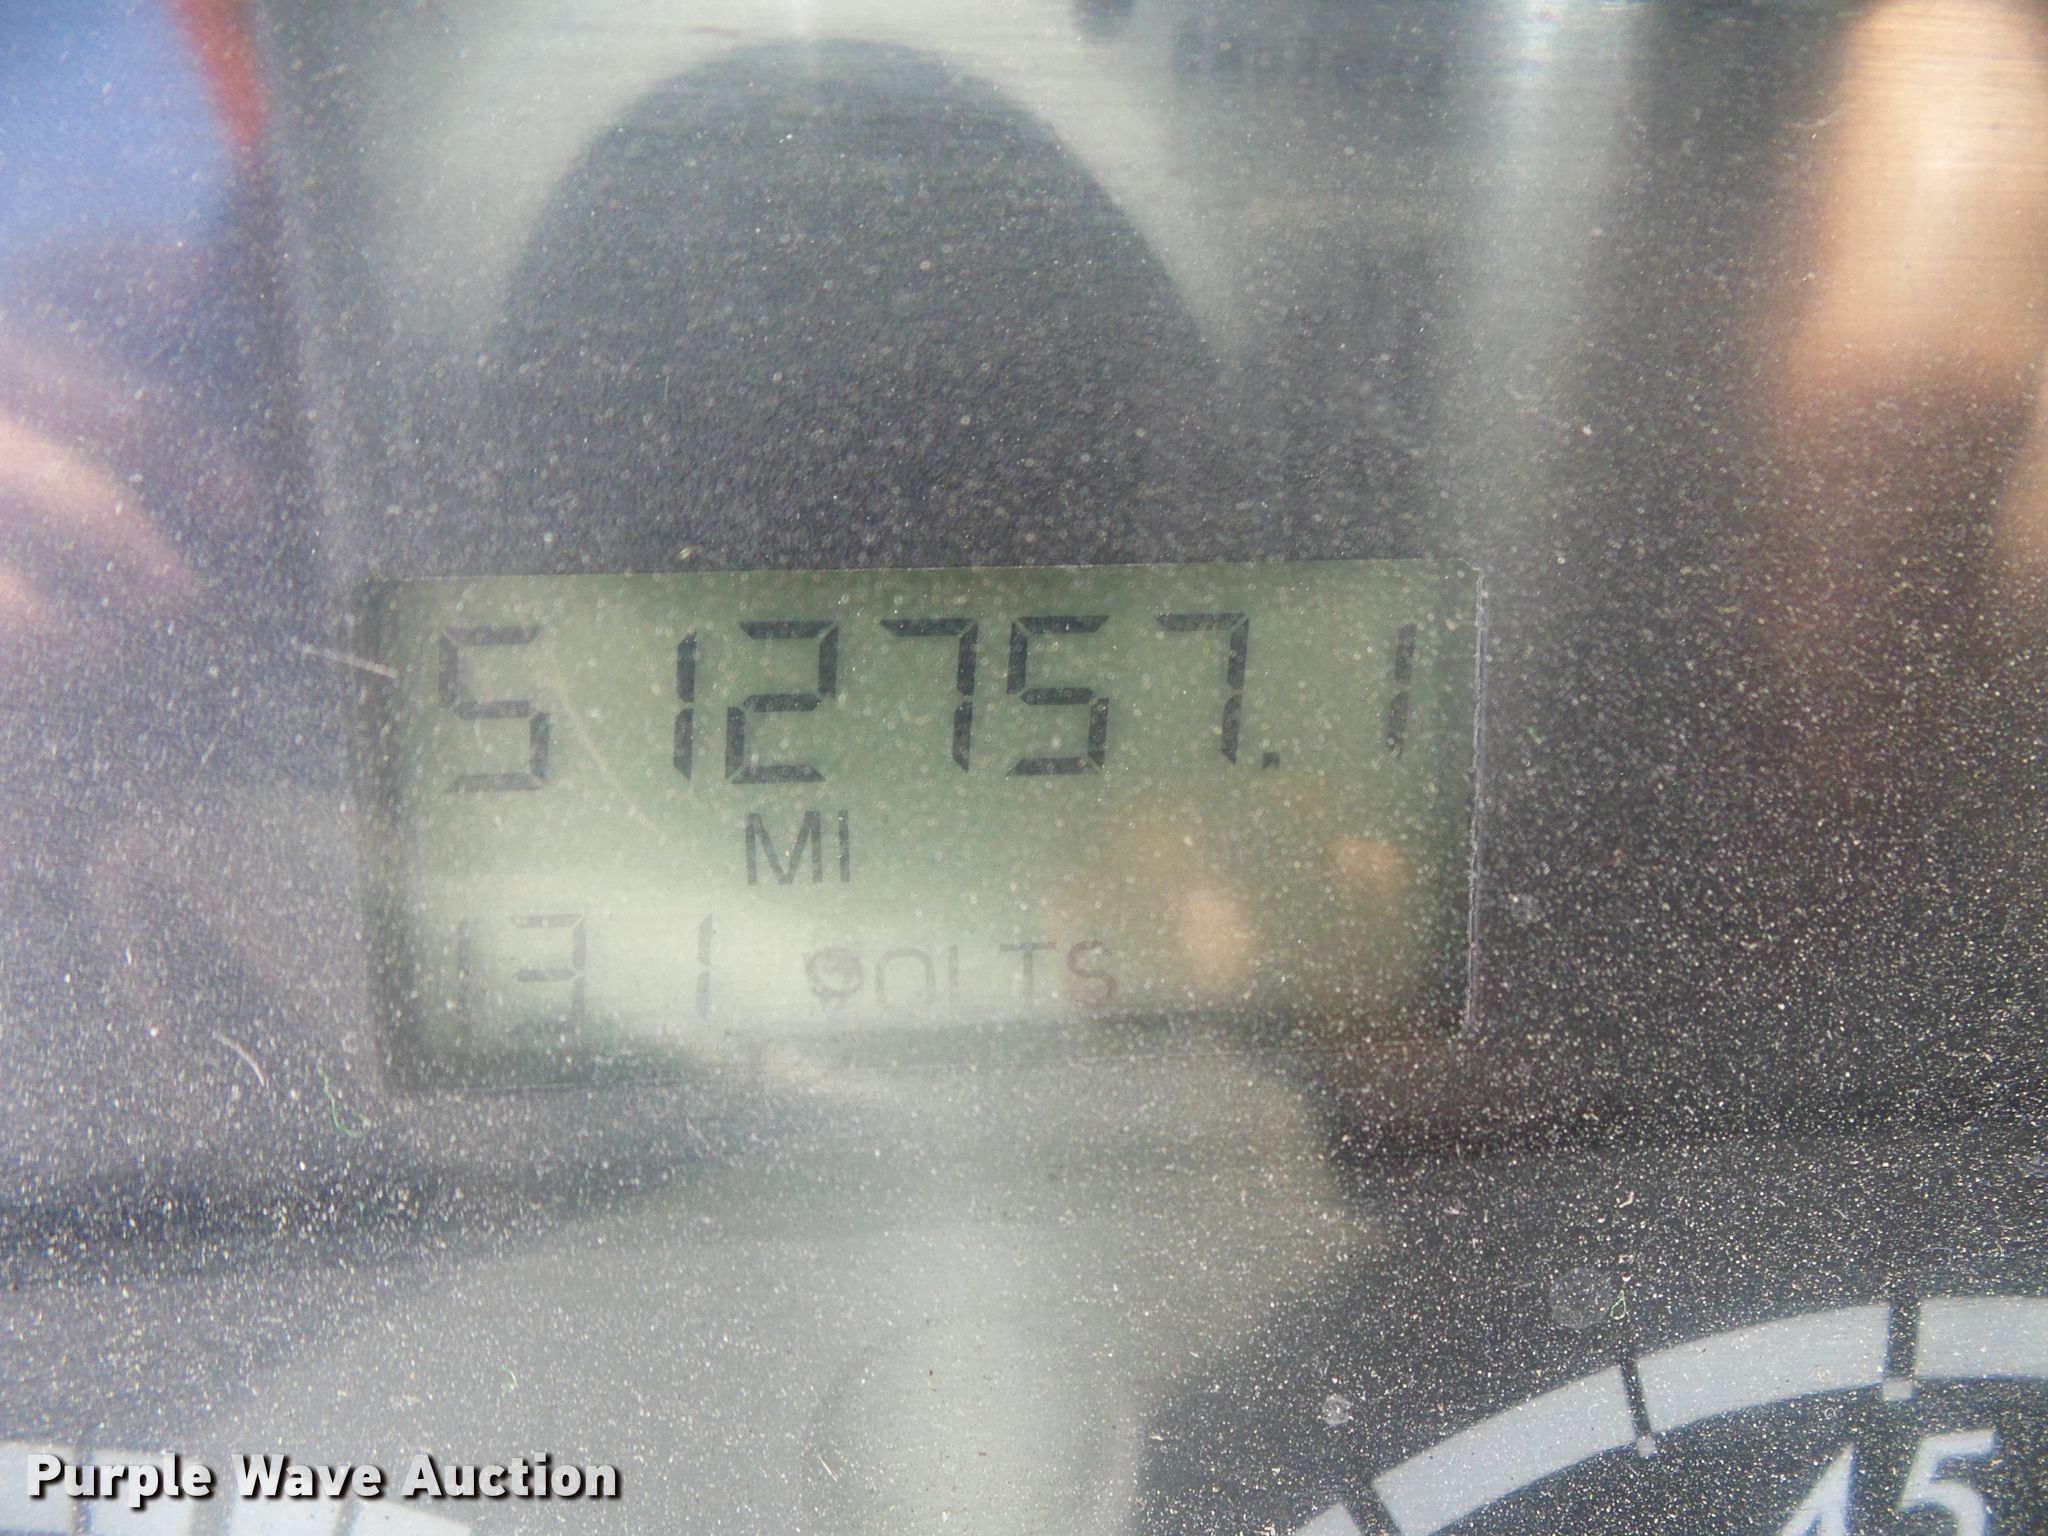 512757.1
MI
13.1 VOLTS
45
Purple Wave Auction